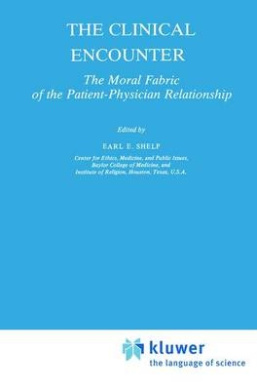 THE CLINICAL
ENCOUNTER
The Moral Fabric
of the Patient-Physician Relationship
Edited by
EARL E. SHELP
Center for Ethics, Medicine, and Public Issues,
Baylor College of Medicine, and
Institute of Religion, Houston, Texas, U.S.A.
kluwer
the language of science